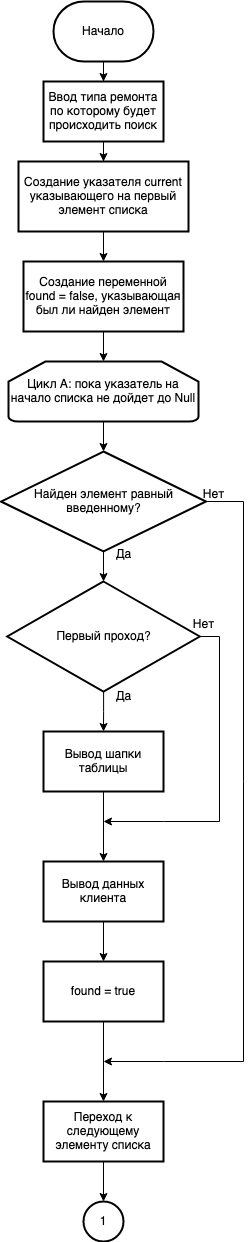 Начало
Ввод типа ремонта
по которому будет
происходить поиск
Создание указателя current
указывающего на первый
элемент списка
Создание переменной
found = false, указывающая
был ли найден элемент
Цикл А: пока указатель на
начало списка не дойдет до Null
Найден элемент равный
введенному?
Нет
Да
Первый проход?
Нет
Да
Вывод шапки
таблицы
Вывод данных
клиента
found = true
Переход к
следующему
элементу списка
1